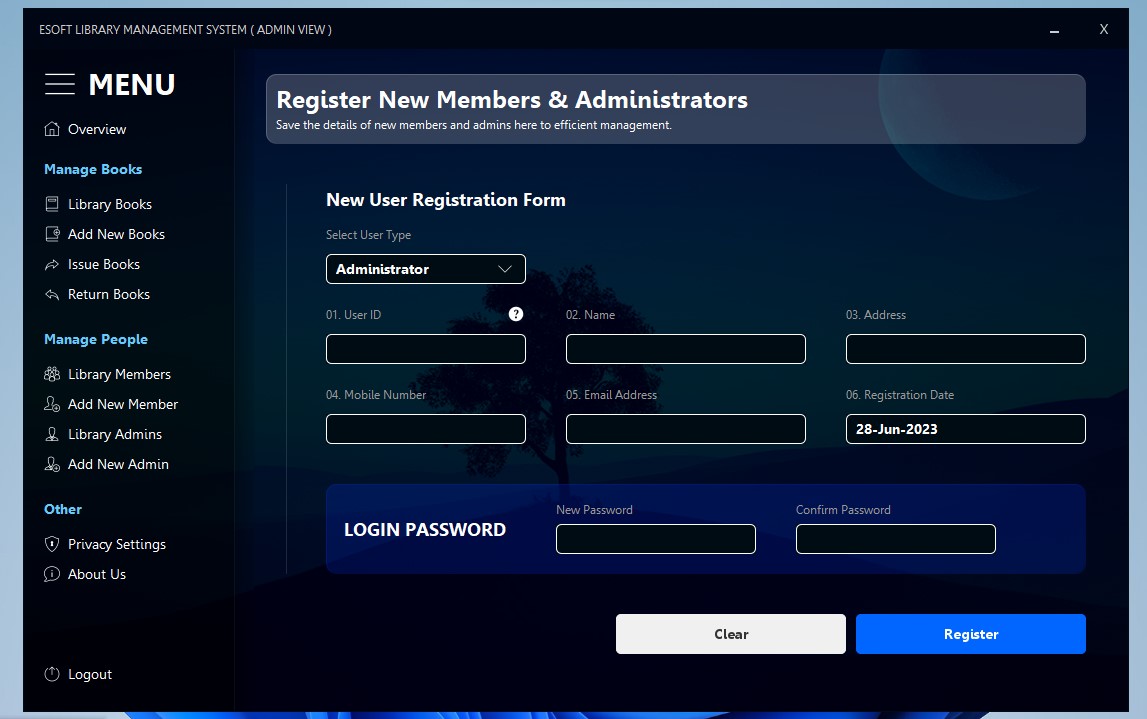 ESOFT LIBRARY MANAGEMENT SYSTEM ( ADMIN VIEW )
X
MENU
Overview
Manage Books
Library Books
Add New Books
Issue Books
Return Books
Manage People
Library Members
Add New Member
Library Admins
Add New Admin
Other
Privacy Settings
About Us
Logout
Register New Members & Administrators
Save the details of new members and admins here to efficient management.
New User Registration Form
Select User Type
Administrator
01. User ID
?
02. Name
03. Address
04. Mobile Number
05. Email Address
06. Registration Date
28-Jun-2023
LOGIN PASSWORD
New Password
Confirm Password
Clear
Register